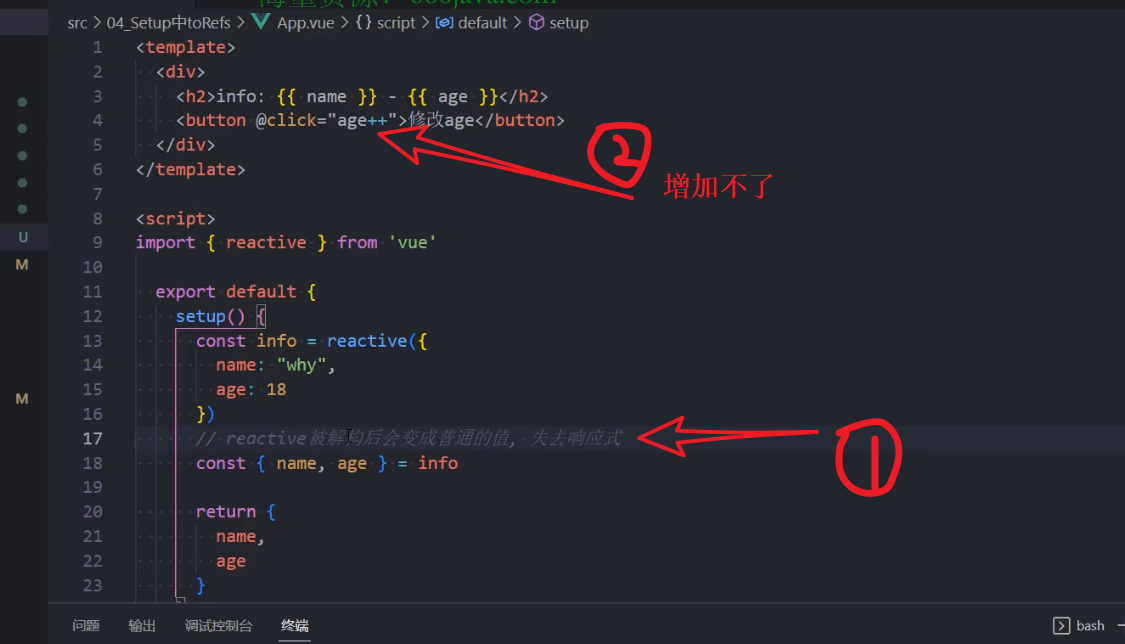 src > 04_Setup中toRefs > App.vue > {} script > default > setup
1 <template>
2 <div>
3 <h2>info: {{ name }} - {{ age }}</h2>
4 <button @click="age++">修改age</button>
5 </div>
6 </template>
②
增加不了
7
8 <script>
9 import { reactive } from 'vue'
U
M
10
11 export default {
12 setup() {
13 const info = reactive({
14 name: "why",
15 age: 18
M
16 })
17 // reactive被解构后会变成普通的值, 失去响应式
①
18 const { name, age } = info
19
20 return {
21 name,
22 age
23 }
问题 输出 调试控制台 终端 bash